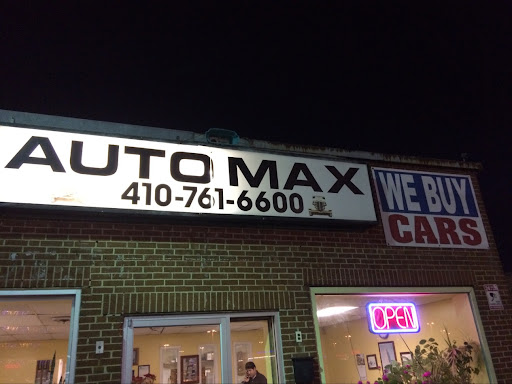 AUTO MAX
410-761-6600
WE BUY
CARS
OPEN